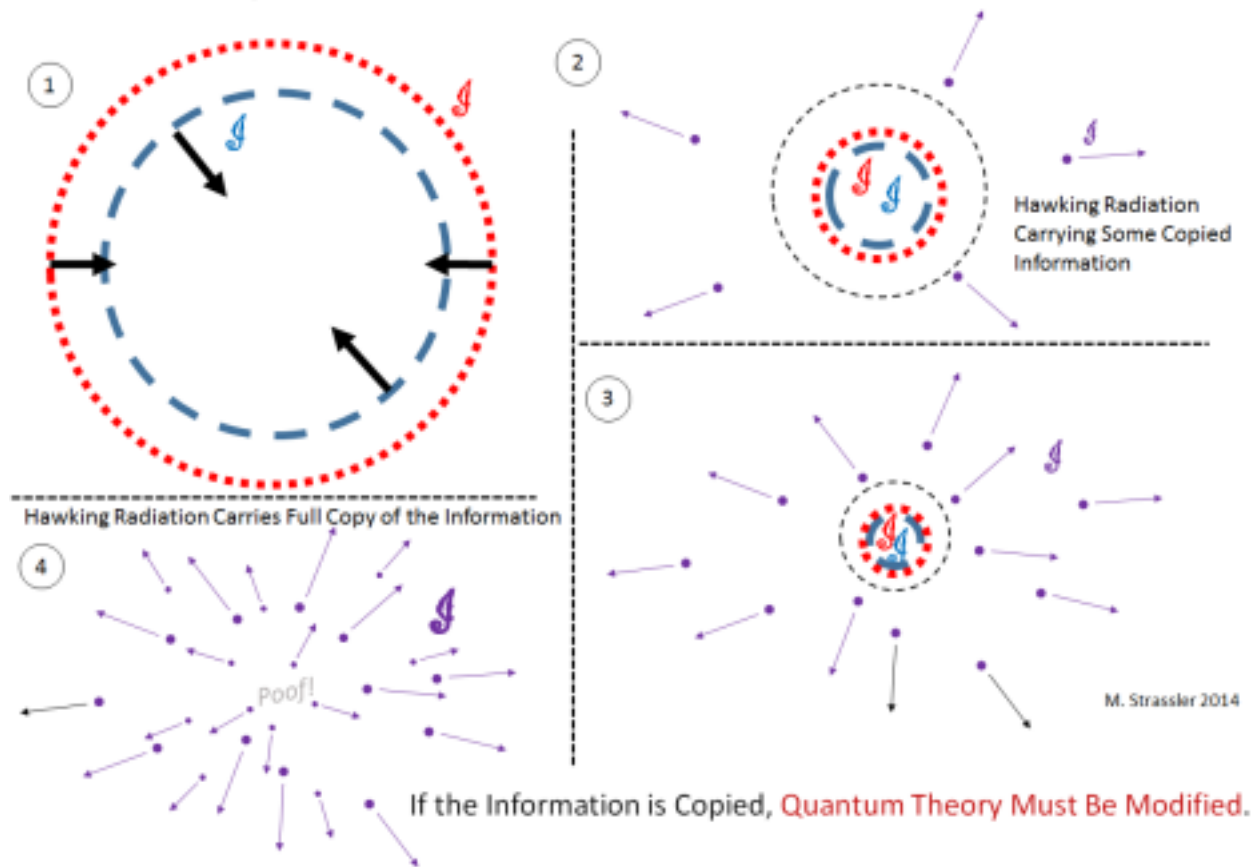 1
ℐ
ℐ
2
ℐ
ℐ
ℐ
Hawking Radiation
Carrying Some Copied
Information
3
ℐ
ℐ
ℐ
M. Strassler 2014
Hawking Radiation Carries Full Copy of the Information
4
ℐ
Poof!
If the Information is Copied, Quantum Theory Must Be Modified.